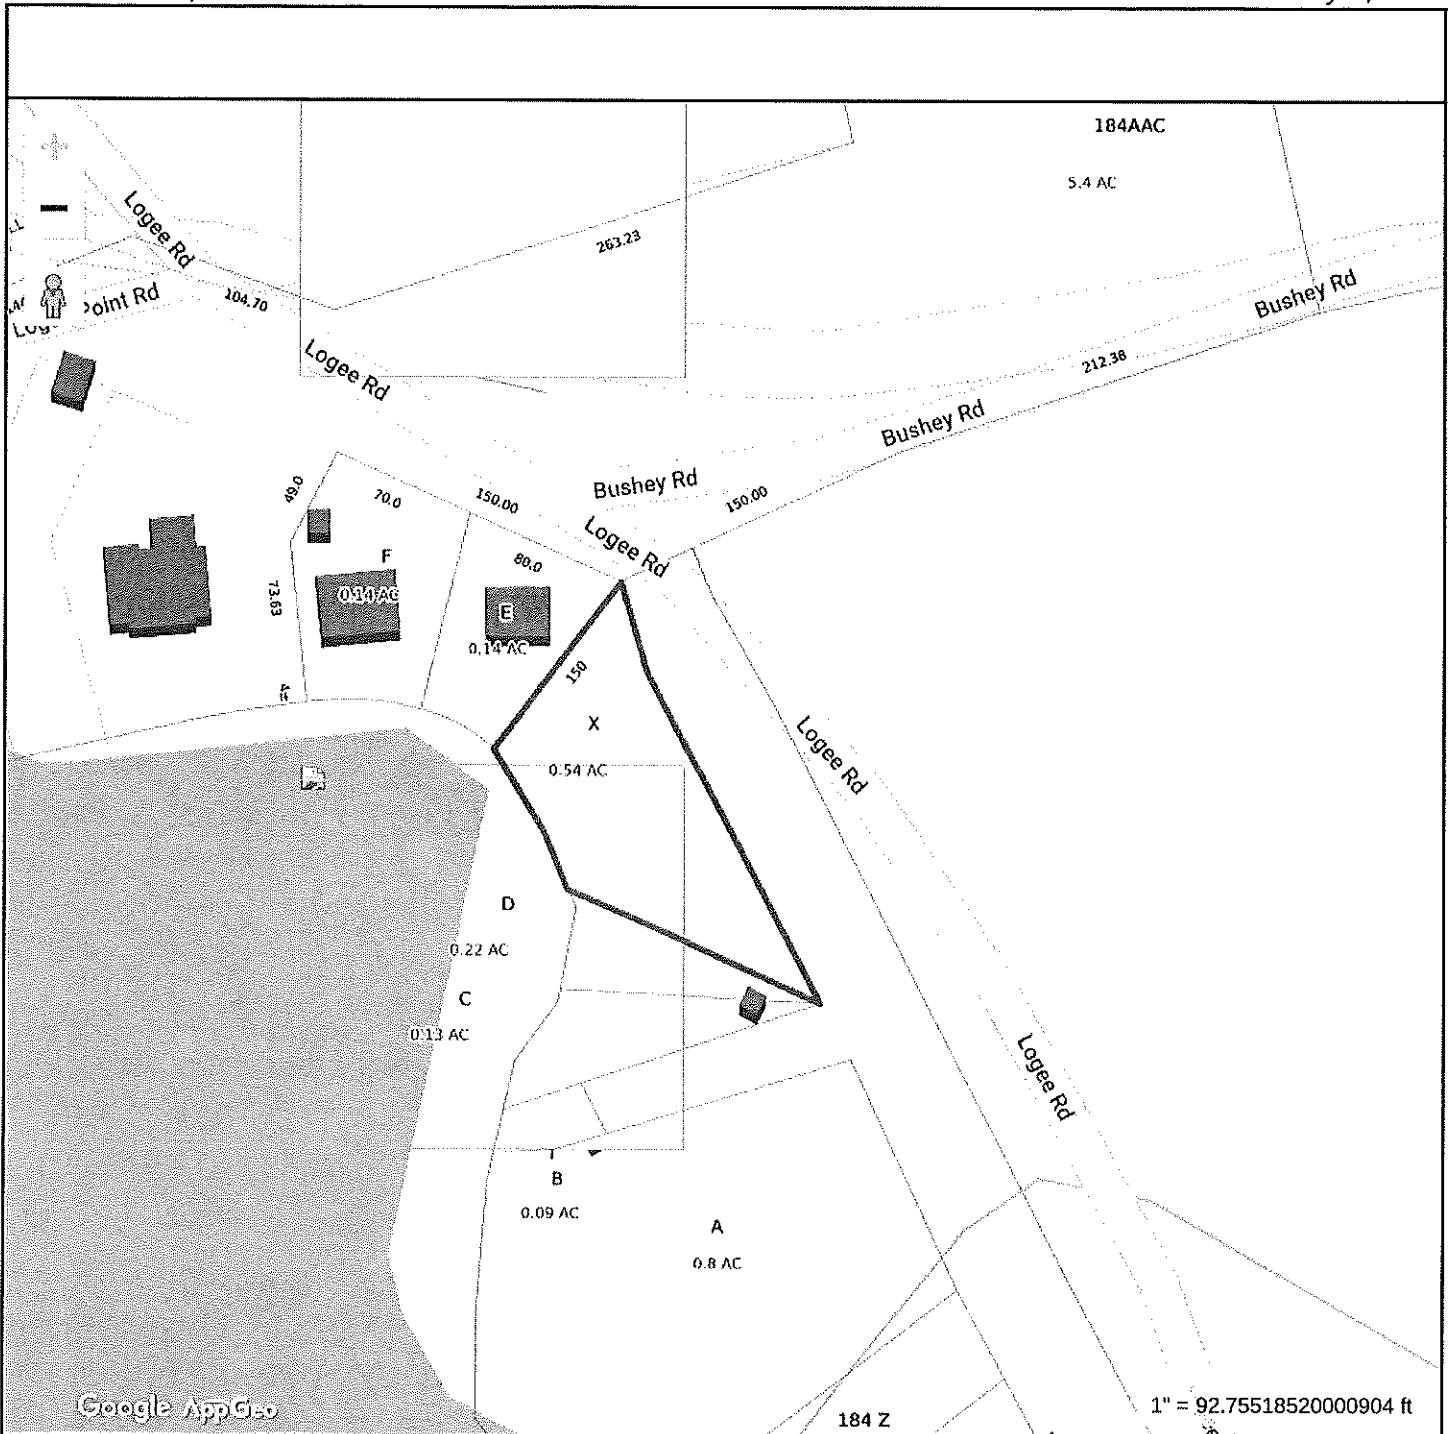 184AAC
5.4 AC
Logee Rd
263.23
Point Rd
104.70
Bushey Rd
Logee Rd
212.38
Bushey Rd
49.0
70.0
150.00
Bushey Rd
150.00
Logee Rd
F
80.0
73.63
0.14 AC
E
0.14 AC
150
X
0.54 AC
Logee Rd
D
0.22 AC
C
0.13 AC
Logee Rd
B
0.09 AC
A
0.8 AC
Google AppGeo
1" = 92.75518520000904 ft
184 Z